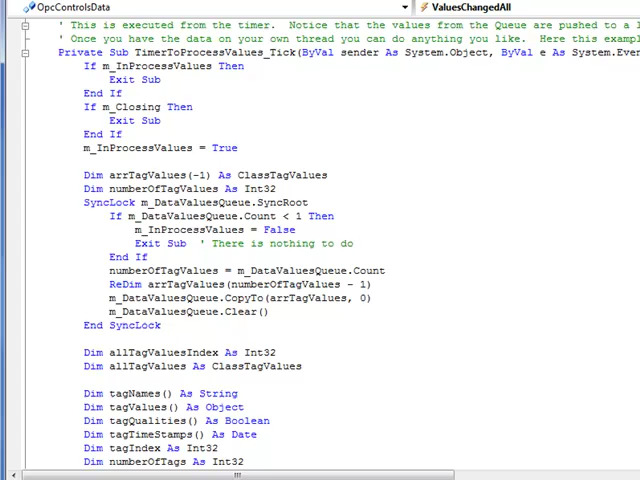 OpcControlsData ValuesChangedAll
' This is executed from the timer.  Notice that the values from the Queue are pushed to a l
' Once you have the data on your own thread you can do anything you like.  Here this exampl
Private Sub TimerToProcessValues_Tick(ByVal sender As System.Object, ByVal e As System.Even
If m_InProcessValues Then
Exit Sub
End If
If m_Closing Then
Exit Sub
End If
m_InProcessValues = True
Dim arrTagValues(-1) As ClassTagValues
Dim numberOfTagValues As Int32
SyncLock m_DataValuesQueue.SyncRoot
If m_DataValuesQueue.Count < 1 Then
m_InProcessValues = False
Exit Sub  ' There is nothing to do
End If
numberOfTagValues = m_DataValuesQueue.Count
ReDim arrTagValues(numberOfTagValues - 1)
m_DataValuesQueue.CopyTo(arrTagValues, 0)
m_DataValuesQueue.Clear()
End SyncLock
Dim allTagValuesIndex As Int32
Dim allTagValues As ClassTagValues
Dim tagNames() As String
Dim tagValues() As Object
Dim tagQualities() As Boolean
Dim tagTimeStamps() As Date
Dim tagIndex As Int32
Dim numberOfTags As Int32